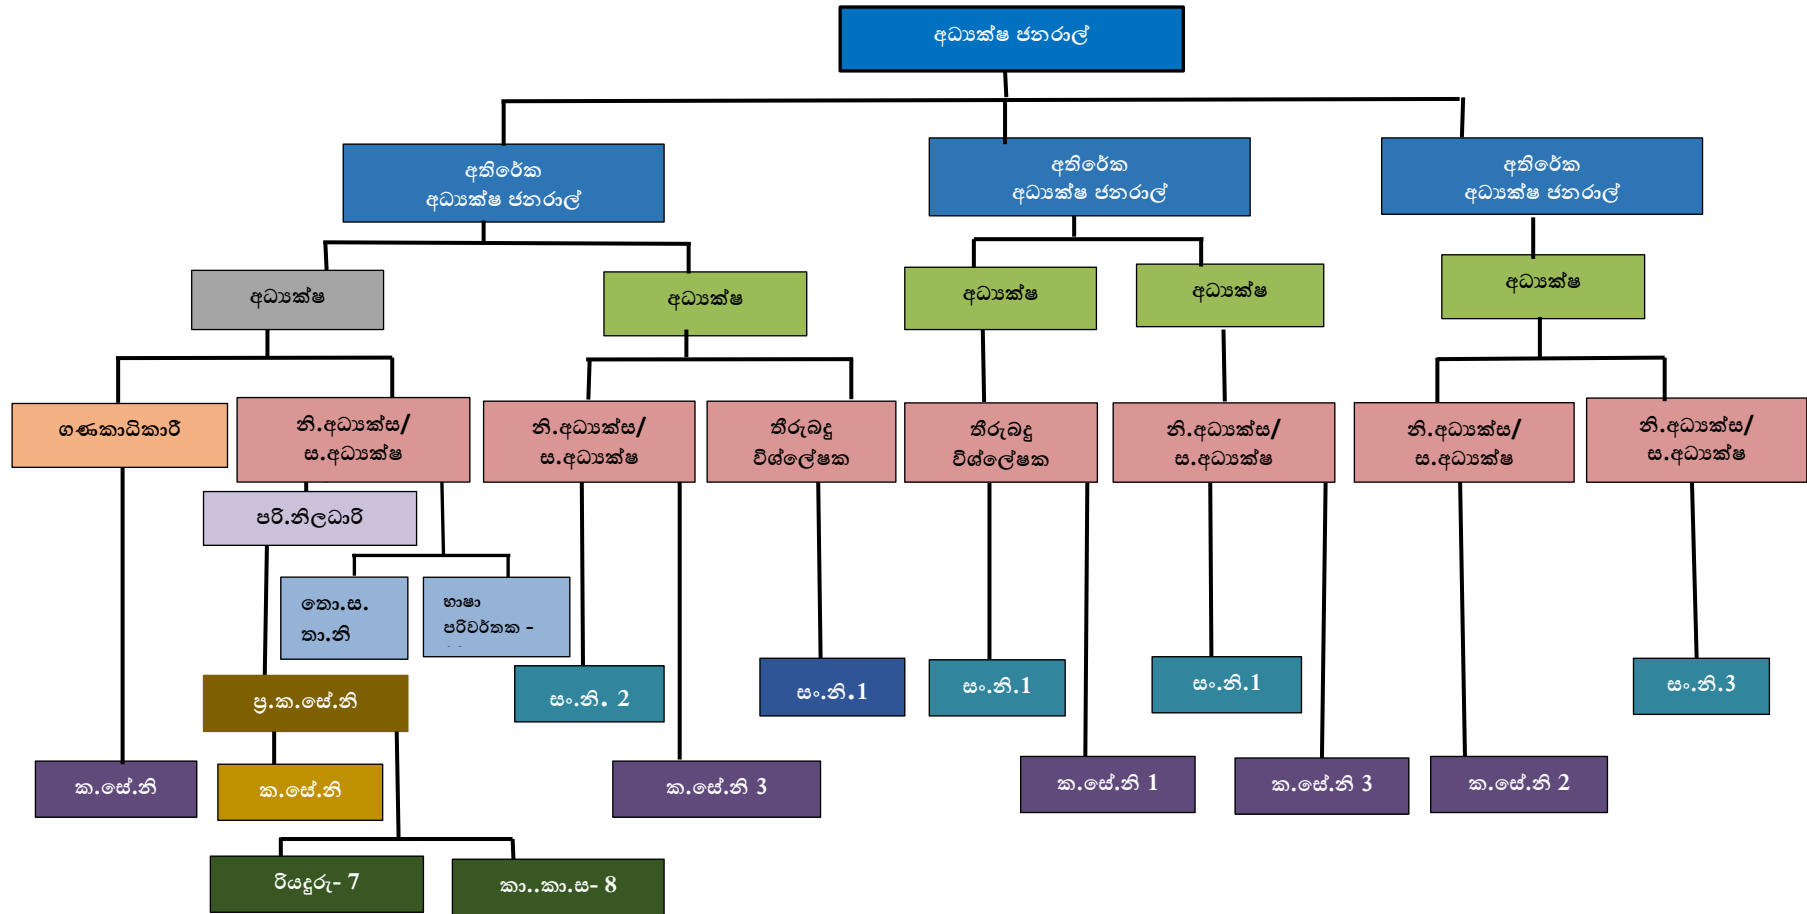 අධ්‍යක්ෂ ජනරාල්
අතිරේක
අධ්‍යක්ෂ ජනරාල්
අතිරේක
අධ්‍යක්ෂ ජනරාල්
අතිරේක
අධ්‍යක්ෂ ජනරාල්
අධ්‍යක්ෂ
අධ්‍යක්ෂ
අධ්‍යක්ෂ
අධ්‍යක්ෂ
අධ්‍යක්ෂ
ගණකාධිකාරී
නි.අධ්‍යක්ස/
ස.අධ්‍යක්ෂ
නි.අධ්‍යක්ස/
ස.අධ්‍යක්ෂ
තීරුබදු
විශ්ලේෂක
තීරුබදු
විශ්ලේෂක
නි.අධ්‍යක්ස/
ස.අධ්‍යක්ෂ
නි.අධ්‍යක්ස/
ස.අධ්‍යක්ෂ
නි.අධ්‍යක්ස/
ස.අධ්‍යක්ෂ
පරි.නිලධාරි
තො.ස.
තා.නි
භාෂා
පරිවර්තක -
ප්‍ර.ක.සේ.නි
සං.නි. 2
සං.නි.1
සං.නි.1
සං.නි.1
සං.නි.3
ක.සේ.නි
ක.සේ.නි
ක.සේ.නි 3
ක.සේ.නි 1
ක.සේ.නි 3
ක.සේ.නි 2
රියදුරු- 7
කා..කා.ස- 8